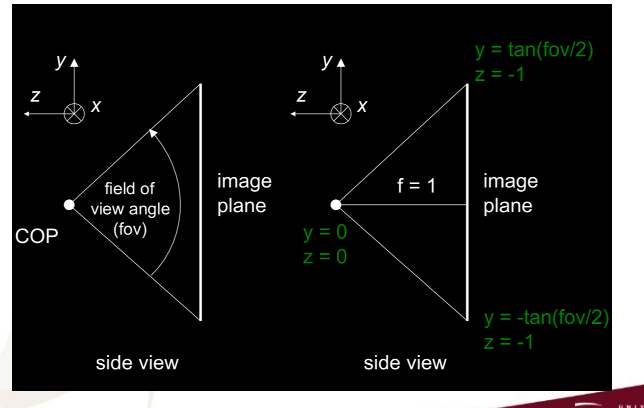 y
z
x
field of
view angle
(fov)
COP
image
plane
side view
y
z
x
y = tan(fov/2)
z = -1
f = 1
image
plane
y = 0
z = 0
y = -tan(fov/2)
z = -1
side view